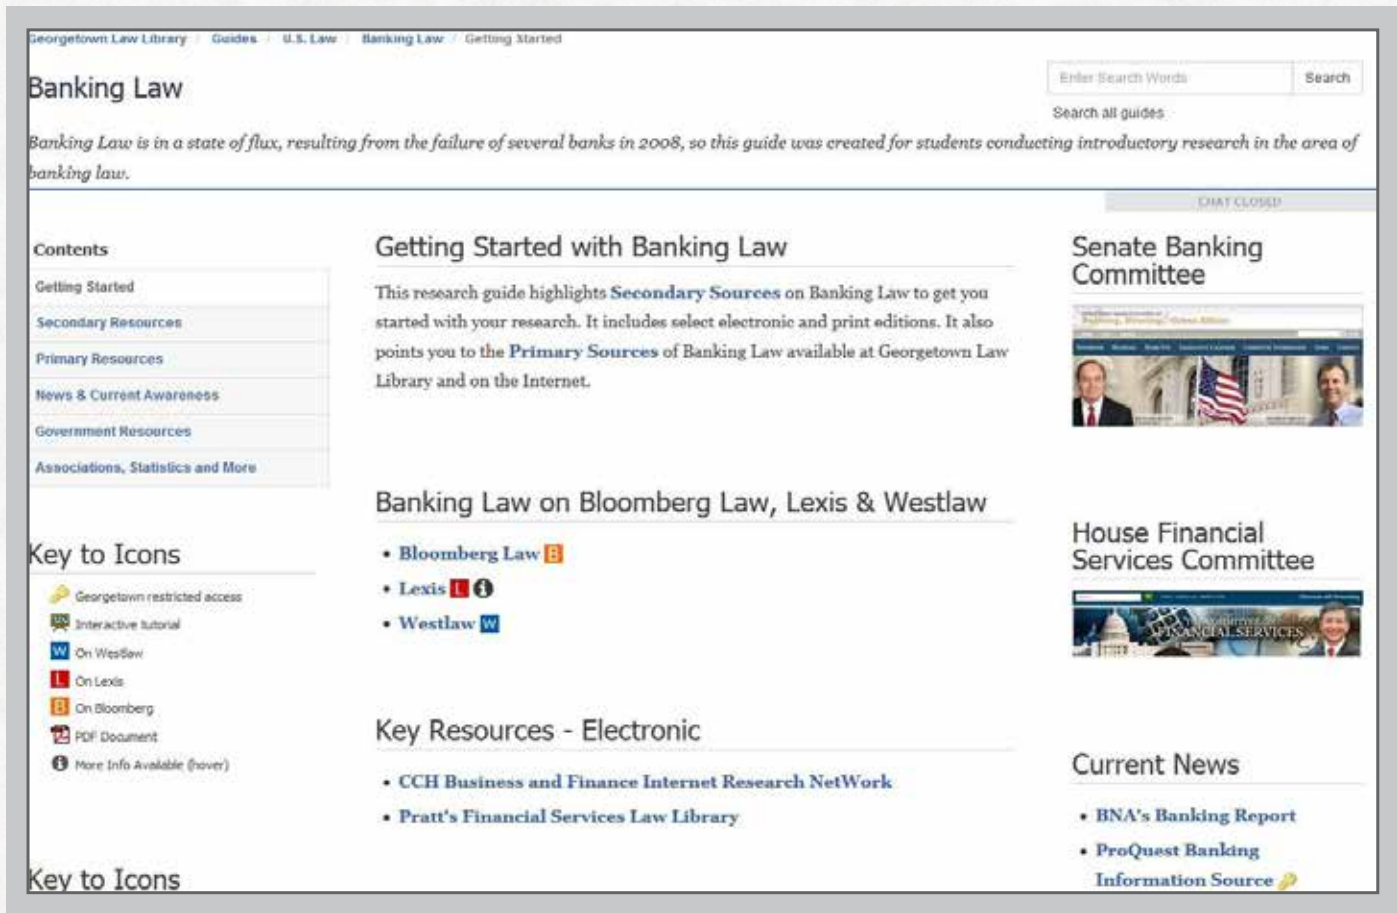 Georgetown Law Library / Guides / U.S. Law / Banking Law / Getting Started
Banking Law
Enter Search Words
Search
Search all guides
Banking Law is in a state of flux, resulting from the failure of several banks in 2008, so this guide was created for students conducting introductory research in the area of
banking law.
CHAT CLOSED
Contents
Getting Started
Secondary Resources
Primary Resources
News & Current Awareness
Government Resources
Associations, Statistics and More
Key to Icons
Georgetown restricted access
Interactive tutorial
W On Westlaw
L On Lexis
B On Bloomberg
PDF Document
i More Info Available (hover)
Key to Icons
Getting Started with Banking Law
This research guide highlights Secondary Sources on Banking Law to get you
started with your research. It includes select electronic and print editions. It also
points you to the Primary Sources of Banking Law available at Georgetown Law
Library and on the Internet.
Banking Law on Bloomberg Law, Lexis & Westlaw
• Bloomberg Law B
• Lexis L i
• Westlaw W
Key Resources - Electronic
• CCH Business and Finance Internet Research NetWork
• Pratt's Financial Services Law Library
Senate Banking
Committee
House Financial
Services Committee
FINANCIAL SERVICES
Current News
• BNA's Banking Report
• ProQuest Banking
Information Source